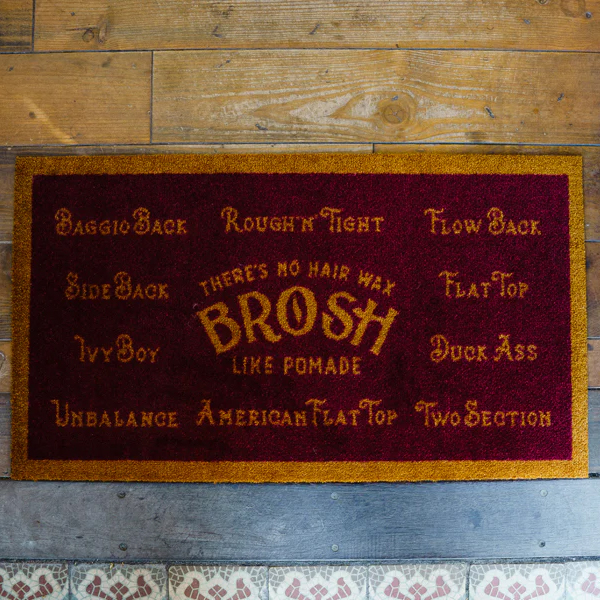 Baggio Back Rough'n'Tight Flow Back
Side Back Flat Top
THERE'S NO HAIR WAX
BROSH
LIKE POMADE
Ivy Boy Duck Ass
Unbalance American Flat Top Two Section